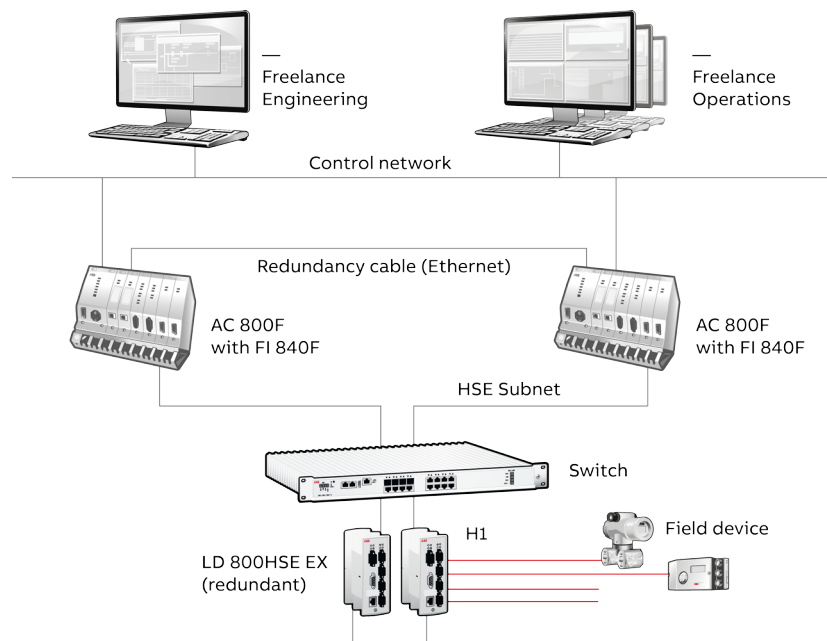 Freelance
Engineering
Freelance
Operations
Control network
Redundancy cable (Ethernet)
AC 800F
with FI 840F
AC 800F
with FI 840F
HSE Subnet
Switch
LD 800HSE EX
(redundant)
H1
Field device